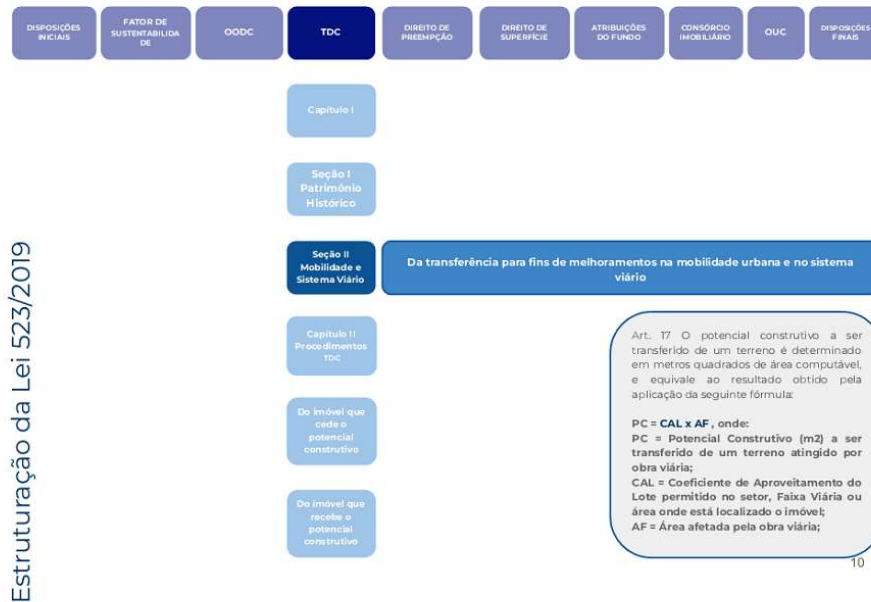 DISPOSIÇÕES
INICIAIS
FATOR DE
SUSTENTABILIDA
DE
OODC
TDC
DIREITO DE
PREEMPÇÃO
DIREITO DE
SUPERFÍCIE
ATRIBUIÇÕES
DO FUNDO
CONSÓRCIO
IMOBILIÁRIO
OUC
DISPOSIÇÕES
FINAIS
Capítulo I
Seção I
Patrimônio
Histórico
Seção II
Mobilidade e
Sistema Viário
Da transferência para fins de melhoramentos na mobilidade urbana e no sistema
viário
Capítulo II
Procedimentos
TDC
Do imóvel que
cede o
potencial
construtivo
Do imóvel que
recebe o
potencial
construtivo
Art. 17 O potencial construtivo a ser
transferido de um terreno é determinado
em metros quadrados de área computável,
e equivale ao resultado obtido pela
aplicação da seguinte fórmula:
PC = CAL x AF , onde:
PC = Potencial Construtivo (m2) a ser
transferido de um terreno atingido por
obra viária;
CAL = Coeficiente de Aproveitamento do
Lote permitido no setor, Faixa Viária ou
área onde está localizado o imóvel;
AF = Área afetada pela obra viária;
Estruturação da Lei 523/2019
10